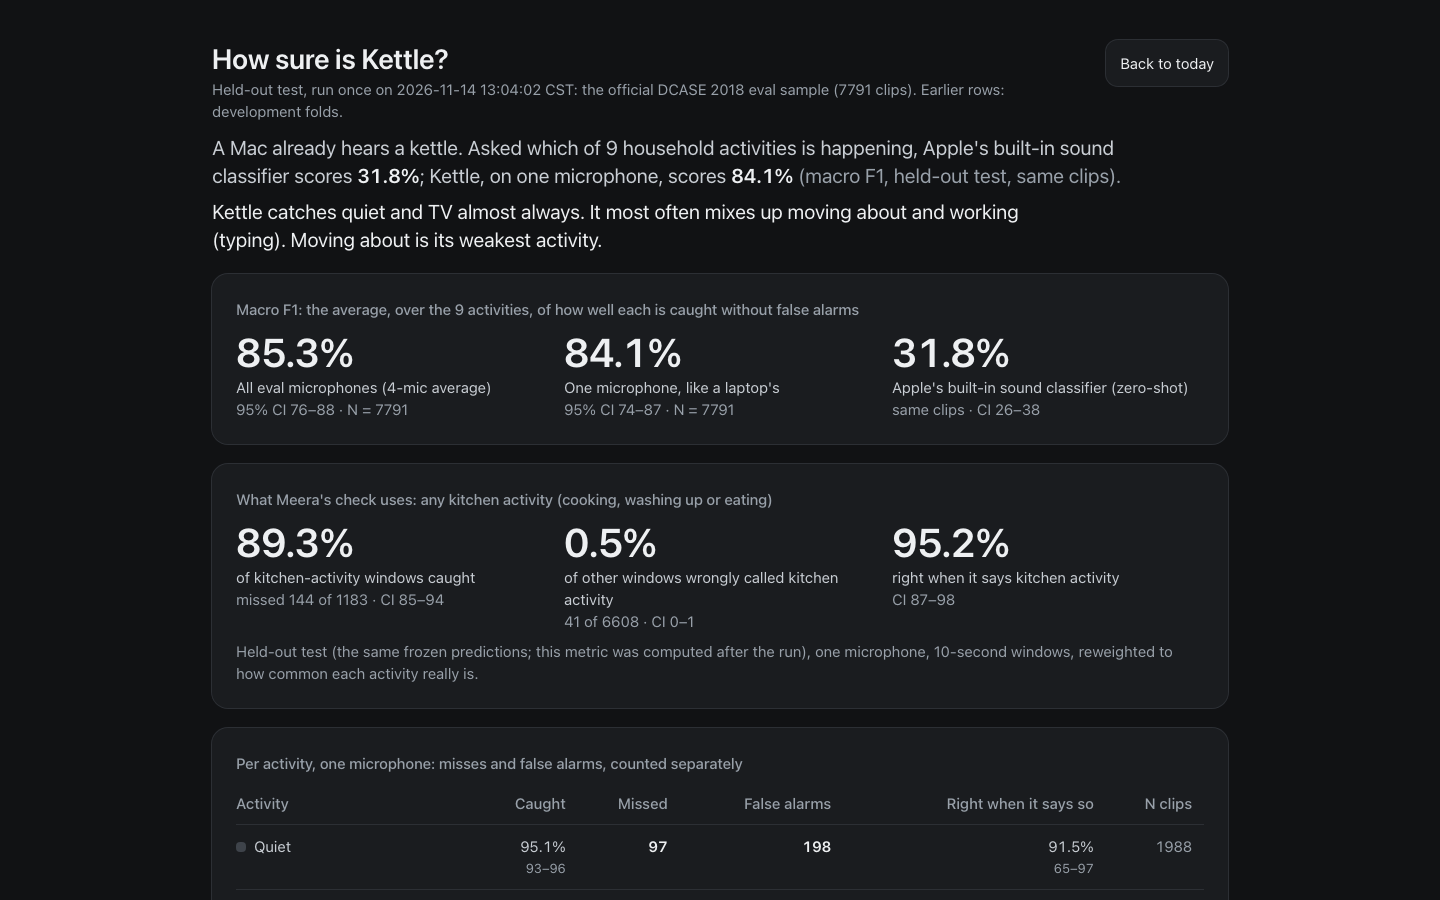 How sure is Kettle?
Back to today
Held-out test, run once on 2026-11-14 13:04:02 CST: the official DCASE 2018 eval sample (7791 clips). Earlier rows:
development folds.
A Mac already hears a kettle. Asked which of 9 household activities is happening, Apple's built-in sound
classifier scores 31.8%; Kettle, on one microphone, scores 84.1% (macro F1, held-out test, same clips).
Kettle catches quiet and TV almost always. It most often mixes up moving about and working
(typing). Moving about is its weakest activity.
Macro F1: the average, over the 9 activities, of how well each is caught without false alarms
85.3%
All eval microphones (4-mic average)
95% CI 76–88 · N = 7791
84.1%
One microphone, like a laptop's
95% CI 74–87 · N = 7791
31.8%
Apple's built-in sound classifier (zero-shot)
same clips · CI 26–38
What Meera's check uses: any kitchen activity (cooking, washing up or eating)
89.3%
of kitchen-activity windows caught
missed 144 of 1183 · CI 85–94
0.5%
of other windows wrongly called kitchen
activity
41 of 6608 · CI 0–1
95.2%
right when it says kitchen activity
CI 87–98
Held-out test (the same frozen predictions; this metric was computed after the run), one microphone, 10-second windows, reweighted to
how common each activity really is.
Per activity, one microphone: misses and false alarms, counted separately
Activity Caught Missed False alarms Right when it says so N clips
Quiet 95.1% 97 198 91.5% 1988
93–96 65–97